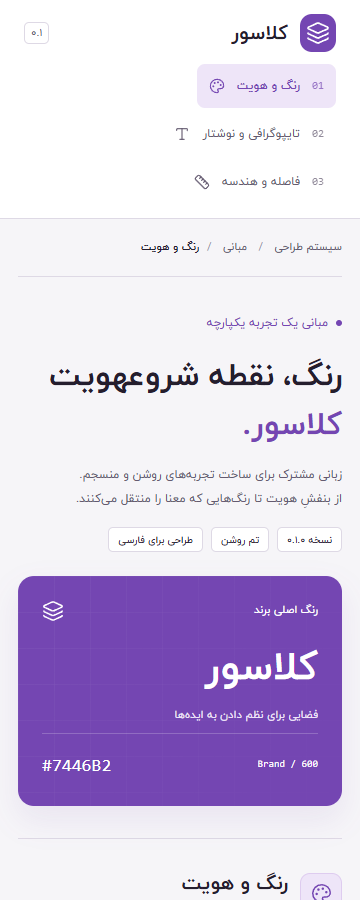 کلاسور
۰.۱
رنگ و هویت 01
تایپوگرافی و نوشتار 02
فاصله و هندسه 03
سیستم طراحی / مبانی / رنگ و هویت
مبانی یک تجربه یکپارچه
رنگ، نقطه شروعهویت
کلاسور.
زبانی مشترک برای ساخت تجربه‌های روشن و منسجم.
از بنفشِ هویت تا رنگ‌هایی که معنا را منتقل می‌کنند.
نسخه ۰.۱.۰
تم روشن
طراحی برای فارسی
رنگ اصلی برند
کلاسور
فضایی برای نظم دادن به ایده‌ها
Brand / 600
#7446B2
رنگ و هویت